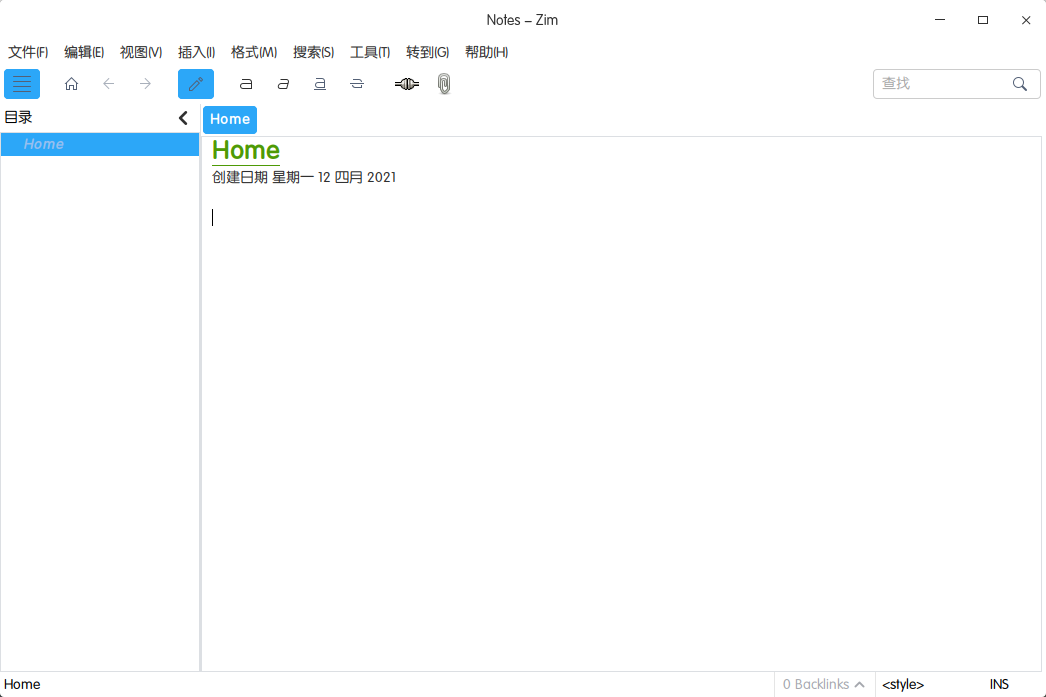 Notes – Zim
文件(F) 编辑(E) 视图(V) 插入(I) 格式(M) 搜索(S) 工具(T) 转到(G) 帮助(H)
a a a a 查找
目录
Home
Home
Home
创建日期 星期一 12 四月 2021
Home 0 Backlinks <style> INS